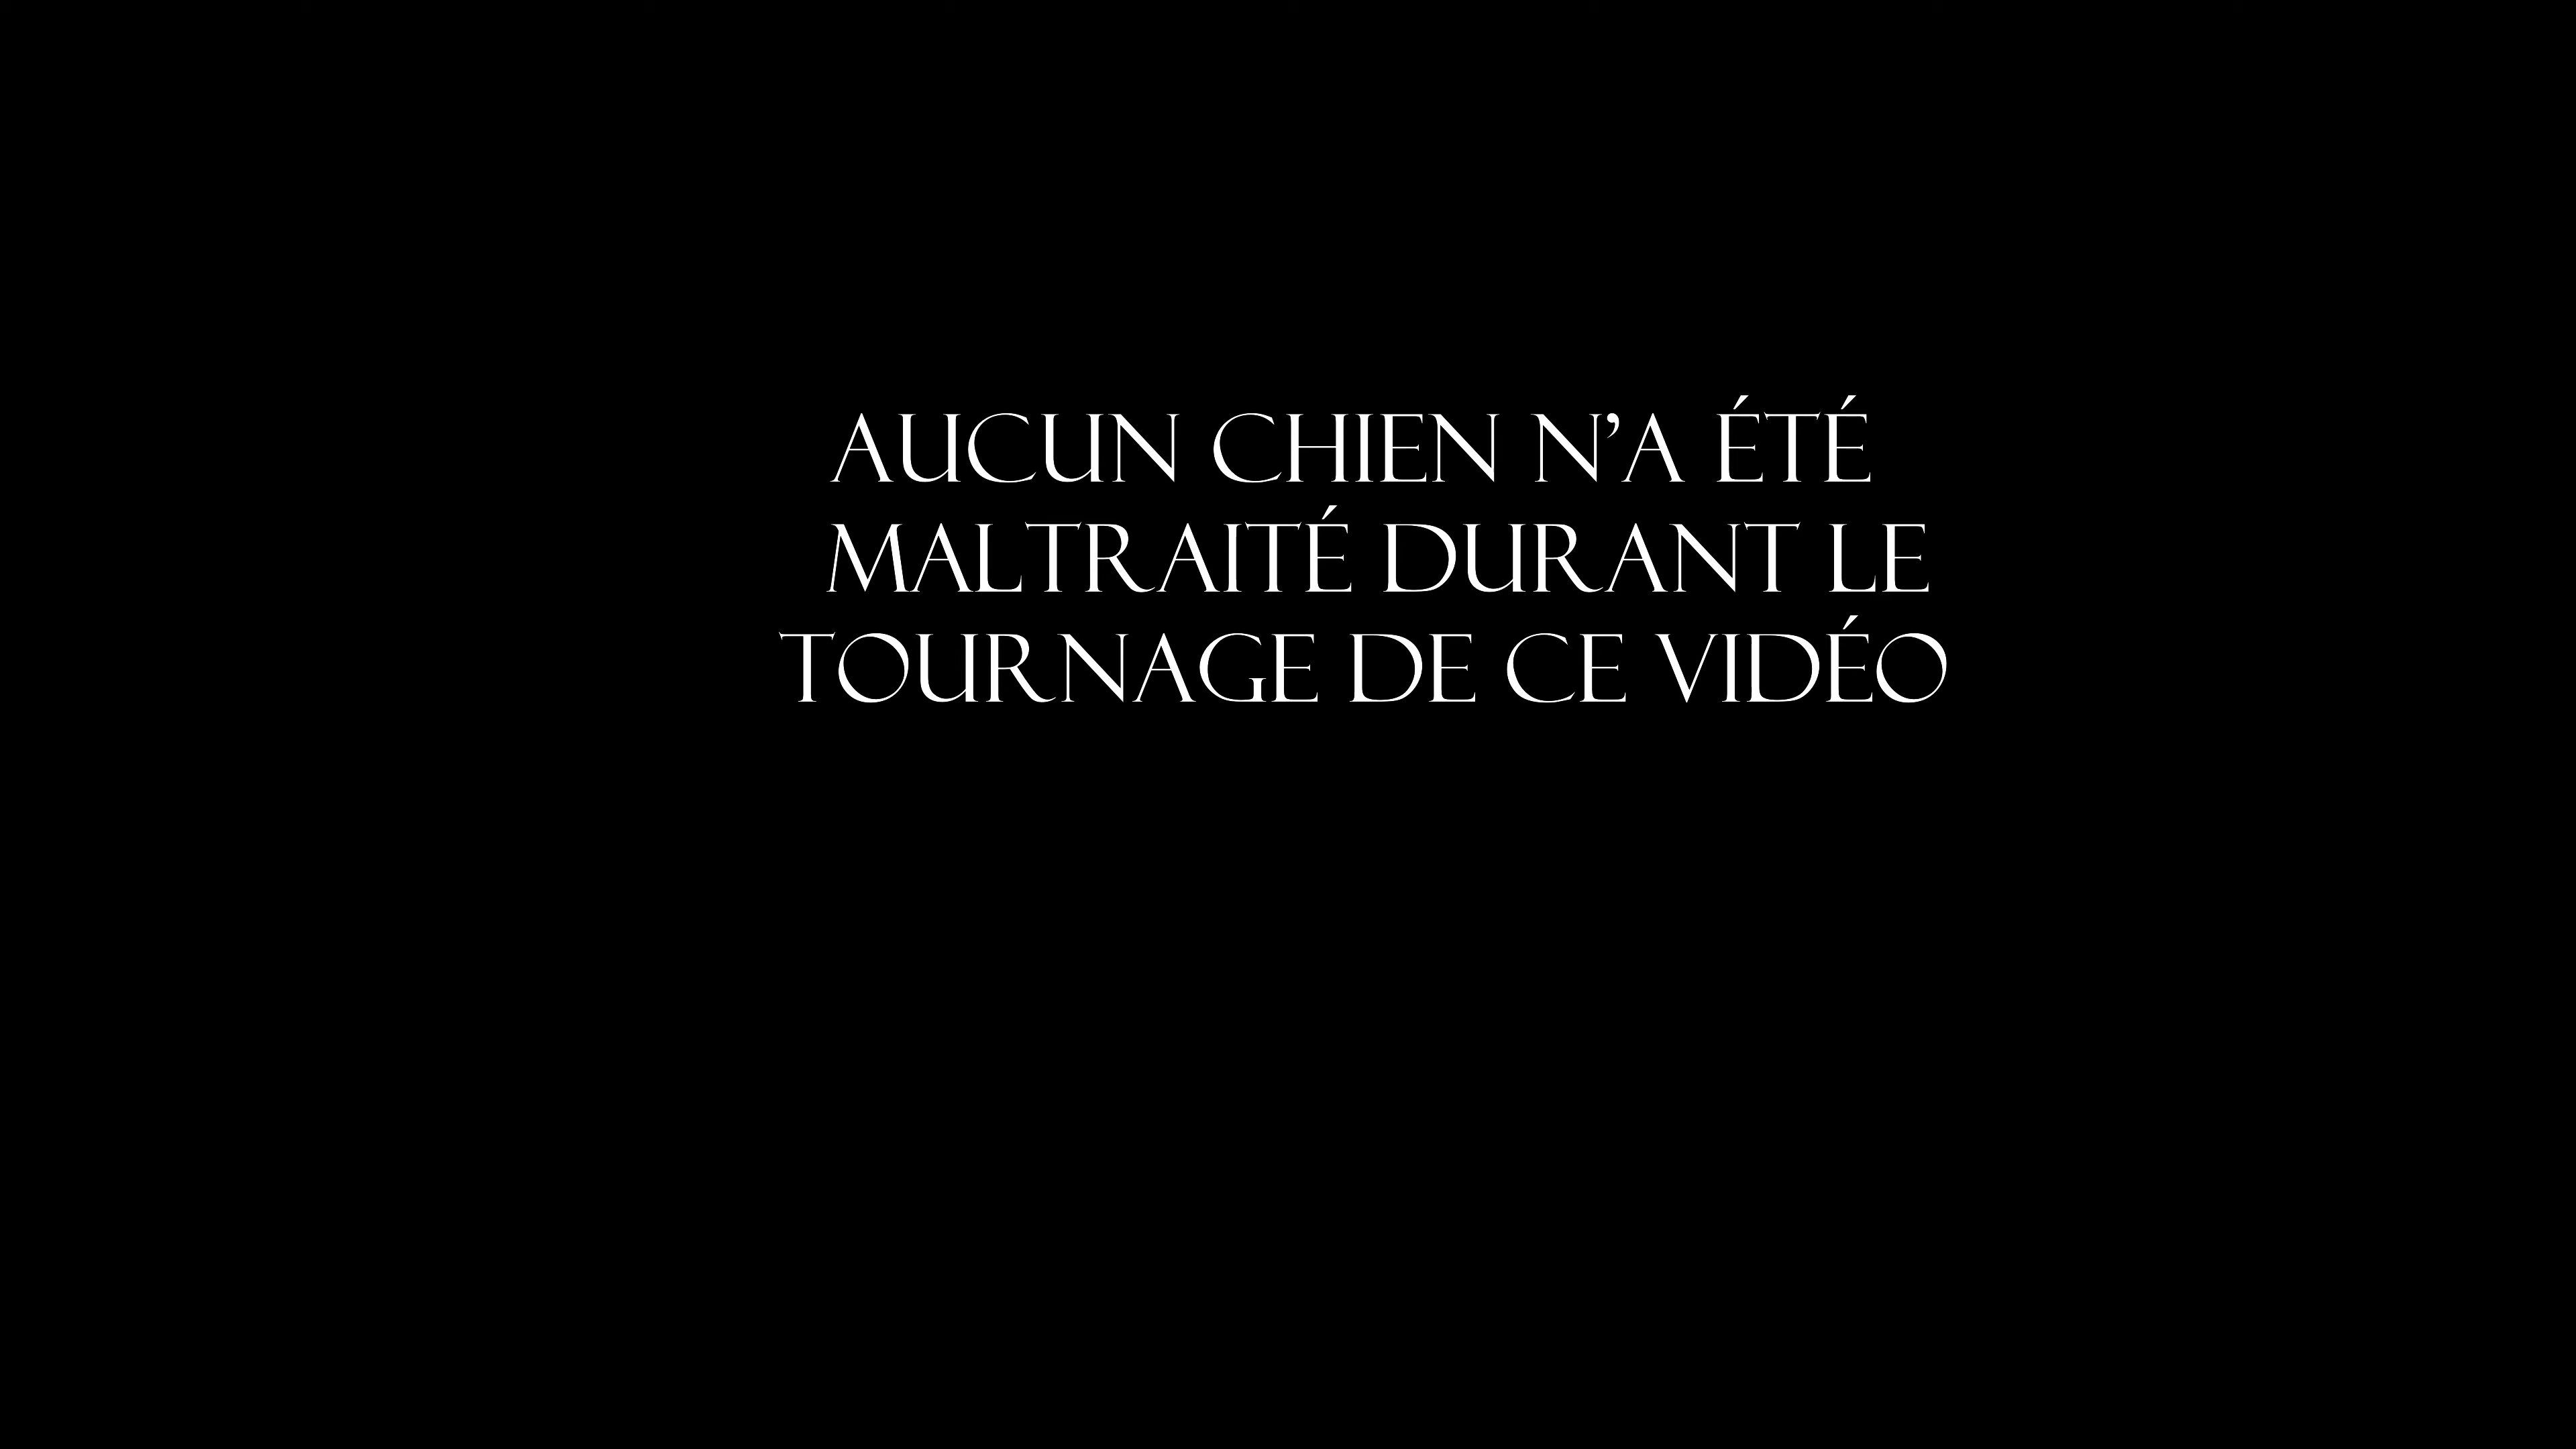 AUCUN CHIEN N’A ÉTÉ
MALTRAITÉ DURANT LE
TOURNAGE DE CE VIDÉO